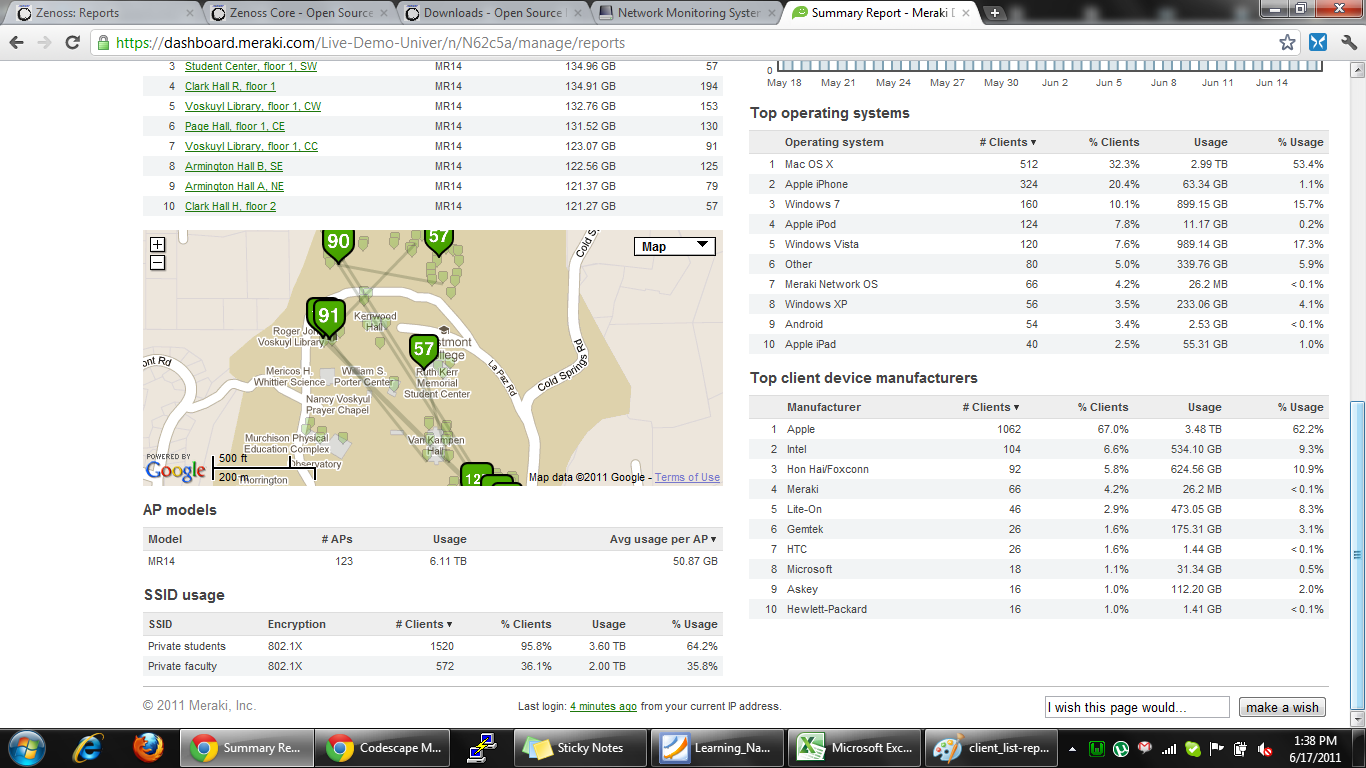 Zenoss: Reports
Zenoss Core - Open Source
Downloads - Open Source
Network Monitoring System
Summary Report - Meraki D
https://dashboard.meraki.com/Live-Demo-Univer/n/N62c5a/manage/reports
3 Student Center, floor 1, SW MR14 134.96 GB 57
4 Clark Hall R, floor 1 MR14 134.91 GB 194
5 Voskuyl Library, floor 1, CW MR14 132.76 GB 153
6 Page Hall, floor 1, CE MR14 131.52 GB 130
7 Voskuyl Library, floor 1, CC MR14 123.07 GB 91
8 Armington Hall B, SE MR14 122.56 GB 125
9 Armington Hall A, NE MR14 121.37 GB 79
10 Clark Hall H, floor 2 MR14 121.27 GB 57
+
−
90
57
Map
Cold Sp
91
Kerrwood
Hall
Roger John
Voskuyl Library
57
stmont
ollege
Ruth Kerr
Memorial
Student Center
La Paz Rd
Cold Springs Rd
ont Rd
Mericos H.
Whittier Science
William S.
Porter Center
Nancy Voskuyl
Prayer Chapel
Murchison Physical
Education Complex
Observatory
Van Kampen
Hall
12
POWERED BY
Google
500 ft
200 m
Thorrington
Map data ©2011 Google - Terms of Use
AP models
Model # APs Usage Avg usage per AP ▼
MR14 123 6.11 TB 50.87 GB
SSID usage
SSID Encryption # Clients ▼ % Clients Usage % Usage
Private students 802.1X 1520 95.8% 3.60 TB 64.2%
Private faculty 802.1X 572 36.1% 2.00 TB 35.8%
0
May 18 May 21 May 24 May 27 May 30 Jun 2 Jun 5 Jun 8 Jun 11 Jun 14
Top operating systems
Operating system # Clients ▼ % Clients Usage % Usage
1 Mac OS X 512 32.3% 2.99 TB 53.4%
2 Apple iPhone 324 20.4% 63.34 GB 1.1%
3 Windows 7 160 10.1% 899.15 GB 15.7%
4 Apple iPod 124 7.8% 11.17 GB 0.2%
5 Windows Vista 120 7.6% 989.14 GB 17.3%
6 Other 80 5.0% 339.76 GB 5.9%
7 Meraki Network OS 66 4.2% 26.2 MB < 0.1%
8 Windows XP 56 3.5% 233.06 GB 4.1%
9 Android 54 3.4% 2.53 GB < 0.1%
10 Apple iPad 40 2.5% 55.31 GB 1.0%
Top client device manufacturers
Manufacturer # Clients ▼ % Clients Usage % Usage
1 Apple 1062 67.0% 3.48 TB 62.2%
2 Intel 104 6.6% 534.10 GB 9.3%
3 Hon Hai/Foxconn 92 5.8% 624.56 GB 10.9%
4 Meraki 66 4.2% 26.2 MB < 0.1%
5 Lite-On 46 2.9% 473.05 GB 8.3%
6 Gemtek 26 1.6% 175.31 GB 3.1%
7 HTC 26 1.6% 1.44 GB < 0.1%
8 Microsoft 18 1.1% 31.34 GB 0.5%
9 Askey 16 1.0% 112.20 GB 2.0%
10 Hewlett-Packard 16 1.0% 1.41 GB < 0.1%
© 2011 Meraki, Inc.
Last login: 4 minutes ago from your current IP address.
I wish this page would...
make a wish
Summary Re...
Codescape M...
Sticky Notes
Learning_Na...
Microsoft Exc...
client_list-rep...
1:38 PM
6/17/2011